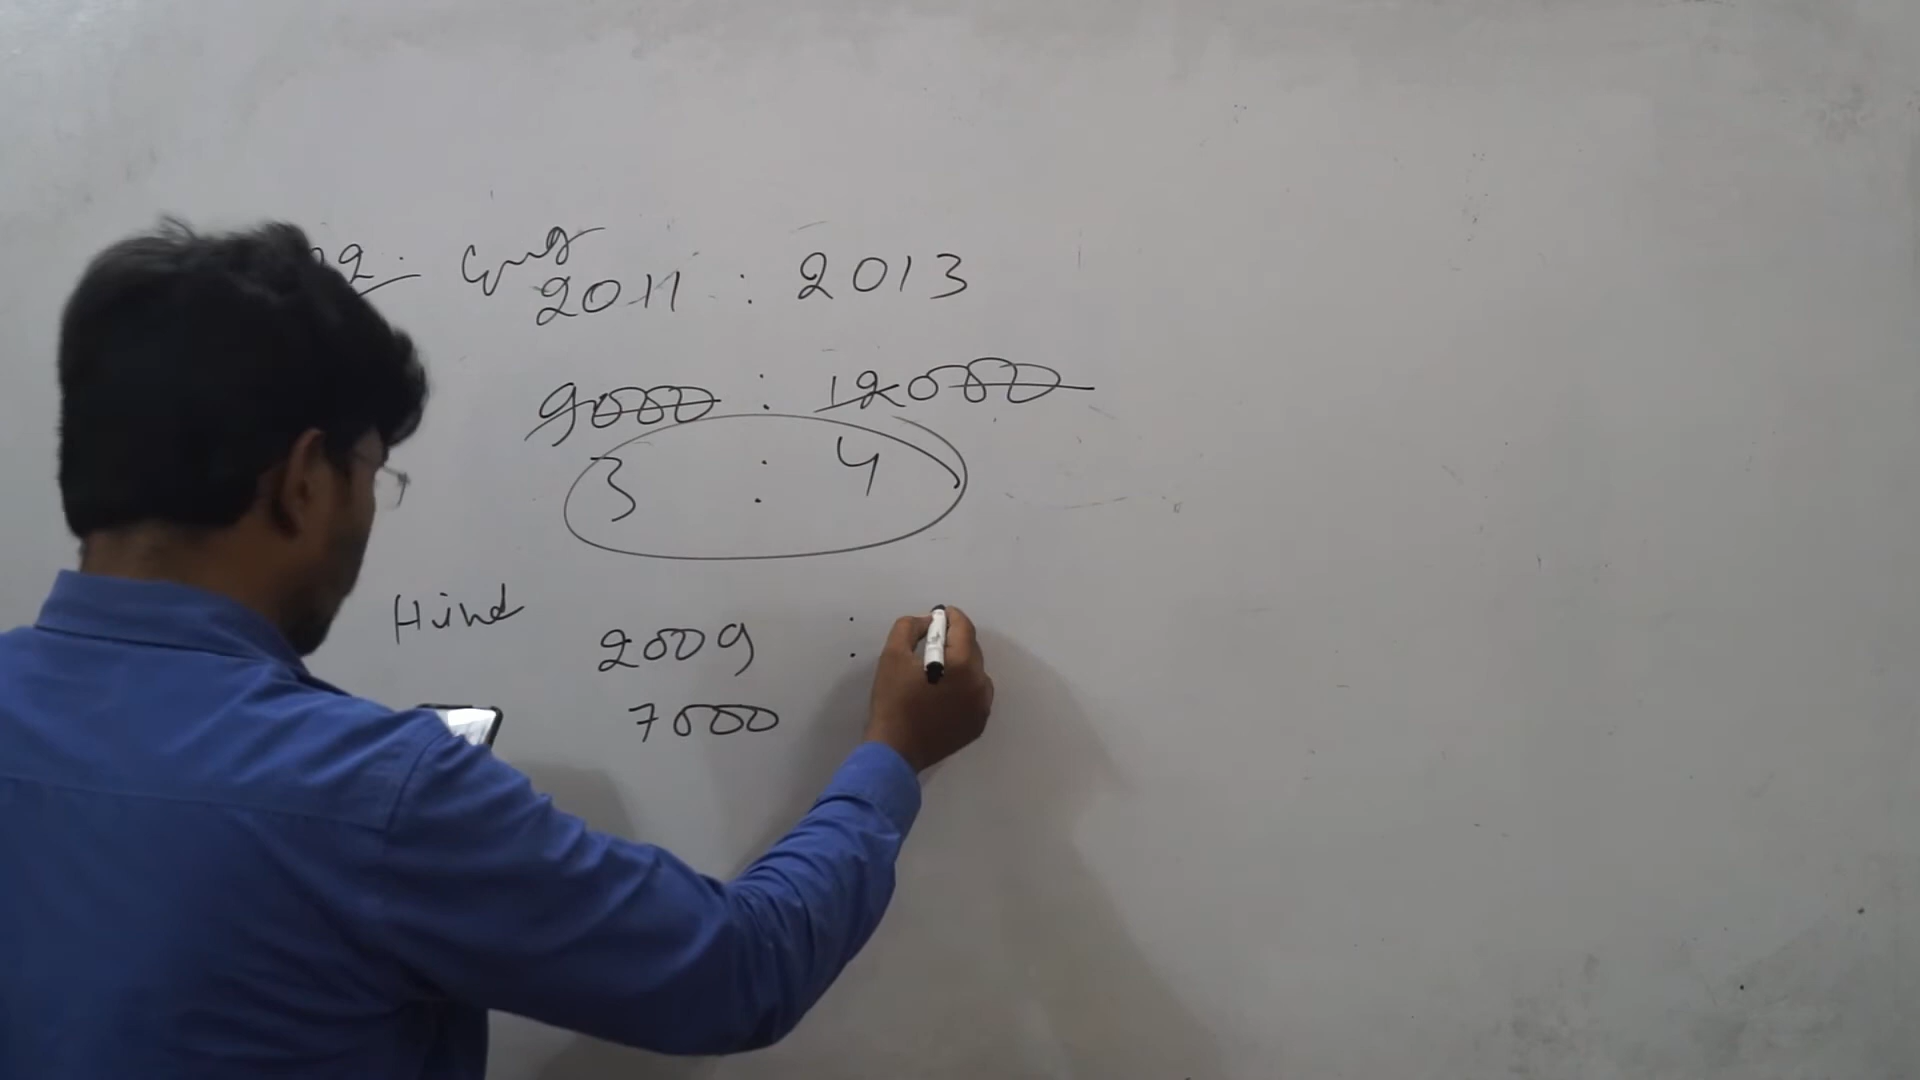 2011 : 2013
9000 : 12000
3 : 4
Hind 2009 :
7000